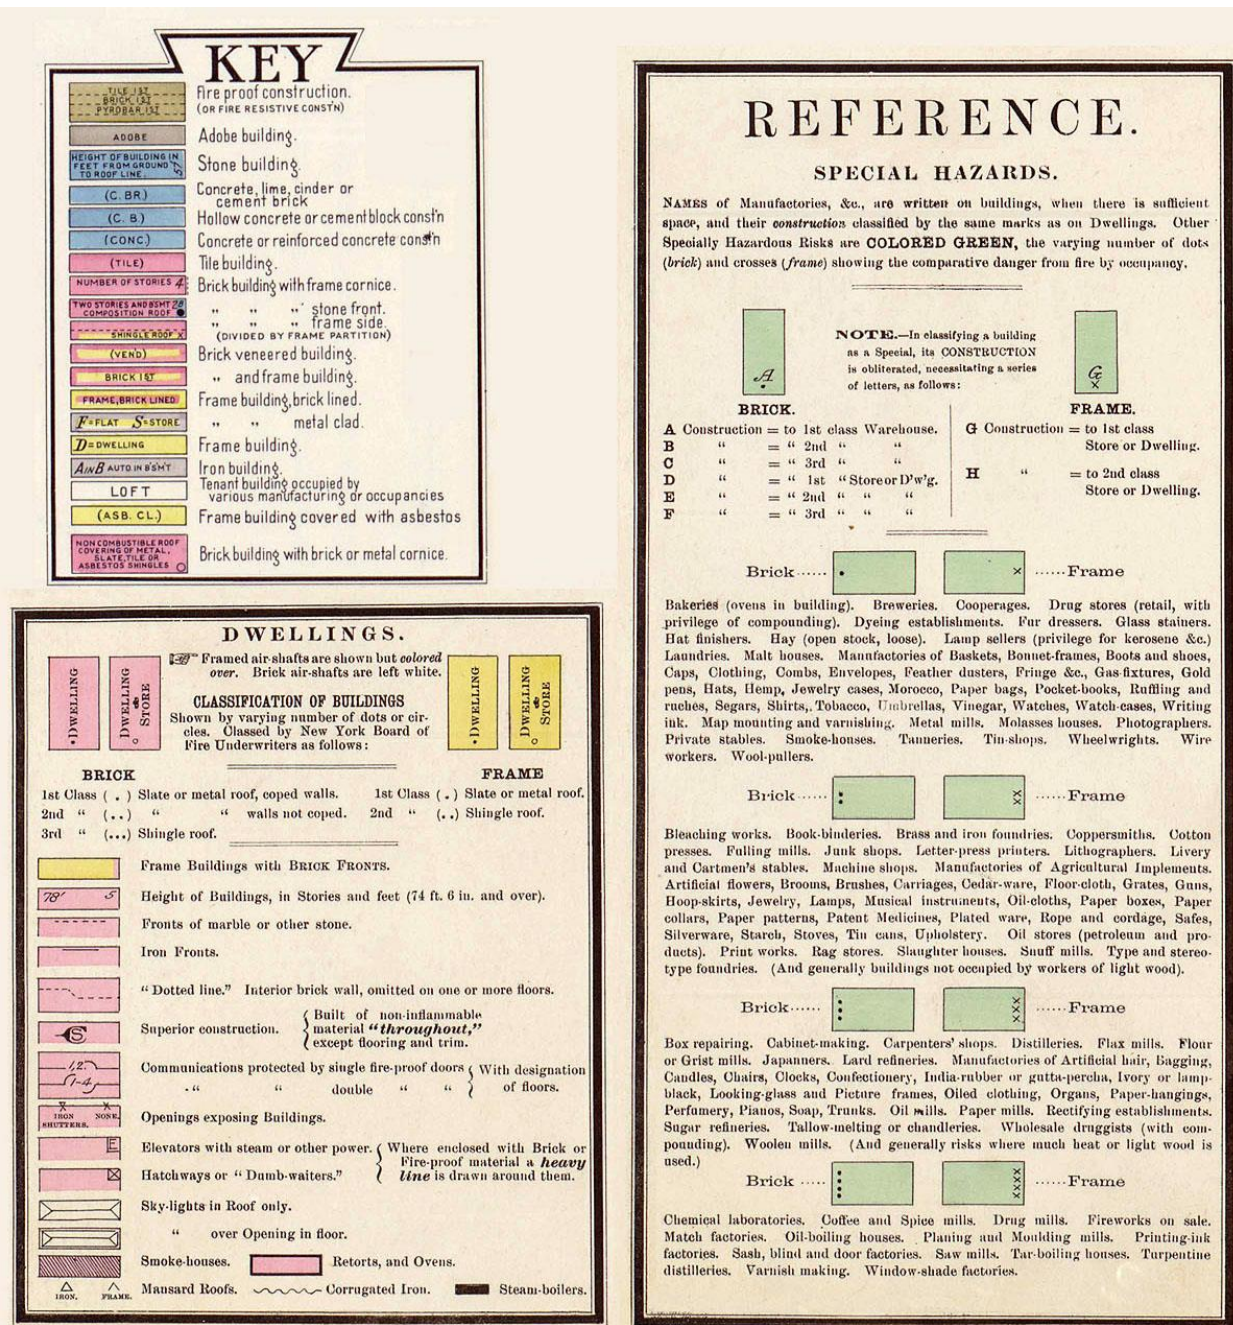 KEY
TILE 1ST
BRICK 1ST
PYROBAR 1ST
Fire proof construction.
(OR FIRE RESISTIVE CONST'N)
ADOBE
Adobe building.
HEIGHT OF BUILDING IN
FEET FROM GROUND
TO ROOF LINE.
57
Stone building.
(C. BR.)
Concrete, lime, cinder or
cement brick
(C. B.)
Hollow concrete or cement block const'n
(CONC.)
Concrete or reinforced concrete const'n
(TILE)
Tile building.
NUMBER OF STORIES 4
Brick building with frame cornice.
TWO STORIES AND BSMT 2B
COMPOSITION ROOF
" " " stone front.
SHINGLE ROOF X
" " " frame side.
(DIVIDED BY FRAME PARTITION)
(VEN'D)
Brick veneered building.
BRICK 1ST
" and frame building.
FRAME, BRICK LINED
Frame building, brick lined.
F=FLAT S=STORE
" " metal clad.
D=DWELLING
Frame building.
A IN B AUTO IN B'SM'T
Iron building.
LOFT
Tenant building occupied by
various manufacturing or occupancies
(ASB. CL.)
Frame building covered with asbestos
NON COMBUSTIBLE ROOF
COVERING OF METAL,
SLATE, TILE OR
ASBESTOS SHINGLES
Brick building with brick or metal cornice.
DWELLINGS.
DWELLING
DWELLING
STORE
Framed air-shafts are shown but colored
over. Brick air-shafts are left white.
CLASSIFICATION OF BUILDINGS
Shown by varying number of dots or cir-
cles. Classed by New York Board of
Fire Underwriters as follows:
DWELLING
DWELLING
STORE
BRICK
1st Class ( . ) Slate or metal roof, coped walls.
2nd " ( . . ) " " walls not coped.
3rd " (...) Shingle roof.
FRAME
1st Class ( . ) Slate or metal roof.
2nd " ( . . ) Shingle roof.
Frame Buildings with BRICK FRONTS.
78' 5
Height of Buildings, in Stories and feet (74 ft. 6 in. and over).
Fronts of marble or other stone.
Iron Fronts.
"Dotted line." Interior brick wall, omitted on one or more floors.
S
Superior construction. { Built of non-inflammable
material "throughout,"
except flooring and trim.
1, 2.
1-4
Communications protected by single fire-proof doors { With designation
" " double " " of floors.
IRON SHUTTERS. NONE.
Openings exposing Buildings.
E
Elevators with steam or other power. { Where enclosed with Brick or
Hatchways or "Dumb-waiters." Fire-proof material a heavy
line is drawn around them.
Sky-lights in Roof only.
" over Opening in floor.
Smoke-houses. Retorts, and Ovens.
IRON. FRAME. Mansard Roofs. Corrugated Iron. Steam-boilers.
REFERENCE.
SPECIAL HAZARDS.
NAMES of Manufactories, &c., are written on buildings, when there is sufficient
space, and their construction classified by the same marks as on Dwellings. Other
Specially Hazardous Risks are COLORED GREEN, the varying number of dots
(brick) and crosses (frame) showing the comparative danger from fire by occupancy.
A
NOTE.—In classifying a building
as a Special, its CONSTRUCTION
is obliterated, necessitating a series
of letters, as follows:
G
×
BRICK.
A Construction = to 1st class Warehouse.
B " = " 2nd " "
C " = " 3rd " "
D " = " 1st " Store or D'w'g.
E " = " 2nd " " "
F " = " 3rd " " "
FRAME.
G Construction = to 1st class
Store or Dwelling.
H " = to 2nd class
Store or Dwelling.
Brick ...... × ......Frame
Bakeries (ovens in building). Breweries. Cooperages. Drug stores (retail, with
privilege of compounding). Dyeing establishments. Fur dressers. Glass stainers.
Hat finishers. Hay (open stock, loose). Lamp sellers (privilege for kerosene &c.)
Laundries. Malt houses. Manufactories of Baskets, Bonnet-frames, Boots and shoes,
Caps, Clothing, Combs, Envelopes, Feather dusters, Fringe &c., Gas-fixtures, Gold
pens, Hats, Hemp, Jewelry cases, Morocco, Paper bags, Pocket-books, Ruffling and
ruches, Segars, Shirts, Tobacco, Umbrellas, Vinegar, Watches, Watch-cases, Writing
ink. Map mounting and varnishing. Metal mills. Molasses houses. Photographers.
Private stables. Smoke-houses. Tanneries. Tin-shops. Wheelwrights. Wire
workers. Wool-pullers.
Brick ...... ×× ......Frame
Bleaching works. Book-binderies. Brass and iron foundries. Coppersmiths. Cotton
presses. Fulling mills. Junk shops. Letter-press printers. Lithographers. Livery
and Cartmen's stables. Machine shops. Manufactories of Agricultural Implements.
Artificial flowers, Brooms, Brushes, Carriages, Cedar-ware, Floor-cloth, Grates, Guns,
Hoop-skirts, Jewelry, Lamps, Musical instruments, Oil-cloths, Paper boxes, Paper
collars, Paper patterns, Patent Medicines, Plated ware, Rope and cordage, Safes,
Silverware, Starch, Stoves, Tin cans, Upholstery. Oil stores (petroleum and pro-
ducts). Print works. Rag stores. Slaughter houses. Snuff mills. Type and stereo-
type foundries. (And generally buildings not occupied by workers of light wood).
Brick ...... ××× ......Frame
Box repairing. Cabinet-making. Carpenters' shops. Distilleries. Flax mills. Flour
or Grist mills. Japanners. Lard refineries. Manufactories of Artificial hair, Bagging,
Candles, Chairs, Clocks, Confectionery, India-rubber or gutta-percha, Ivory or lamp-
black, Looking-glass and Picture frames, Oiled clothing, Organs, Paper-hangings,
Perfumery, Pianos, Soap, Trunks. Oil mills. Paper mills. Rectifying establishments.
Sugar refineries. Tallow-melting or chandleries. Wholesale druggists (with com-
pounding). Woolen mills. (And generally risks where much heat or light wood is
used.)
Brick ...... ×××× ......Frame
Chemical laboratories. Coffee and Spice mills. Drug mills. Fireworks on sale.
Match factories. Oil-boiling houses. Planing and Moulding mills. Printing-ink
factories. Sash, blind and door factories. Saw mills. Tar-boiling houses. Turpentine
distilleries. Varnish making. Window-shade factories.